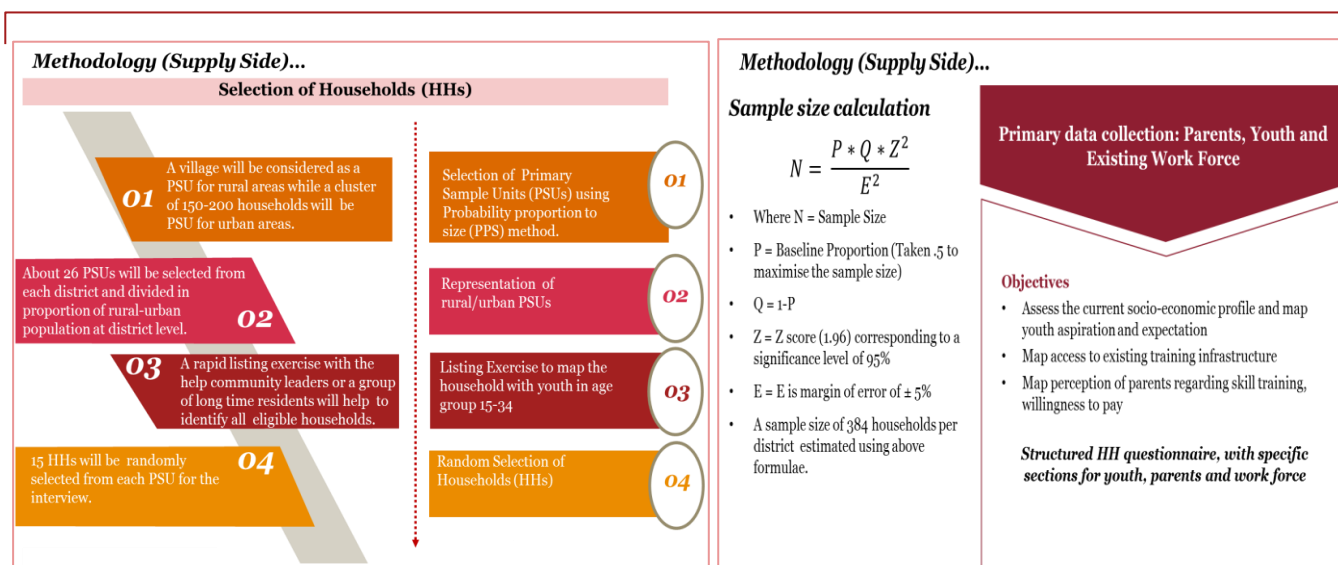 Methodology (Supply Side)...
Selection of Households (HHs)
01
A village will be considered as a
PSU for rural areas while a cluster
of 150-200 households will be
PSU for urban areas.
About 26 PSUs will be selected from
each district and divided in
proportion of rural-urban
population at district level.
02
03
A rapid listing exercise with the
help community leaders or a group
of long time residents will help to
identify all eligible households.
15 HHs will be randomly
selected from each PSU for the
interview.
04
Selection of Primary
Sample Units (PSUs) using
Probability proportion to
size (PPS) method.
01
Representation of
rural/urban PSUs
02
Listing Exercise to map the
household with youth in age
group 15-34
03
Random Selection of
Households (HHs)
04
Methodology (Supply Side)...
Sample size calculation
N = P * Q * Z² / E²
• Where N = Sample Size
• P = Baseline Proportion (Taken .5 to
maximise the sample size)
• Q = 1-P
• Z = Z score (1.96) corresponding to a
significance level of 95%
• E = E is margin of error of ± 5%
• A sample size of 384 households per
district estimated using above
formulae.
Primary data collection: Parents, Youth and
Existing Work Force
Objectives
• Assess the current socio-economic profile and map
youth aspiration and expectation
• Map access to existing training infrastructure
• Map perception of parents regarding skill training,
willingness to pay
Structured HH questionnaire, with specific
sections for youth, parents and work force